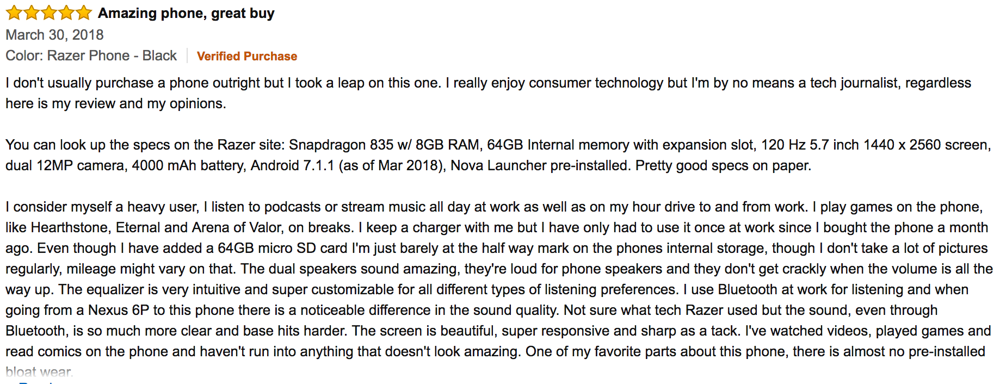 Amazing phone, great buy
March 30, 2018
Color: Razer Phone - Black | Verified Purchase
I don't usually purchase a phone outright but I took a leap on this one. I really enjoy consumer technology but I'm by no means a tech journalist, regardless
here is my review and my opinions.
You can look up the specs on the Razer site: Snapdragon 835 w/ 8GB RAM, 64GB Internal memory with expansion slot, 120 Hz 5.7 inch 1440 x 2560 screen,
dual 12MP camera, 4000 mAh battery, Android 7.1.1 (as of Mar 2018), Nova Launcher pre-installed. Pretty good specs on paper.
I consider myself a heavy user, I listen to podcasts or stream music all day at work as well as on my hour drive to and from work. I play games on the phone,
like Hearthstone, Eternal and Arena of Valor, on breaks. I keep a charger with me but I have only had to use it once at work since I bought the phone a month
ago. Even though I have added a 64GB micro SD card I'm just barely at the half way mark on the phones internal storage, though I don't take a lot of pictures
regularly, mileage might vary on that. The dual speakers sound amazing, they're loud for phone speakers and they don't get crackly when the volume is all the
way up. The equalizer is very intuitive and super customizable for all different types of listening preferences. I use Bluetooth at work for listening and when
going from a Nexus 6P to this phone there is a noticeable difference in the sound quality. Not sure what tech Razer used but the sound, even through
Bluetooth, is so much more clear and base hits harder. The screen is beautiful, super responsive and sharp as a tack. I've watched videos, played games and
read comics on the phone and haven't run into anything that doesn't look amazing. One of my favorite parts about this phone, there is almost no pre-installed
bloat wear.